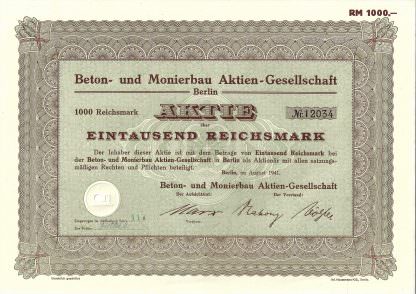 RM 1000.—
Beton- und Monierbau Aktien-Gesellschaft
Berlin
1000 Reichsmark AKTIE № 12034
über
EINTAUSEND REICHSMARK
Der Inhaber dieser Aktie ist mit dem Betrage von Eintausend Reichsmark bei
der Beton- und Monierbau Aktien-Gesellschaft in Berlin als Aktionär mit allen satzungs-
mäßigen Rechten und Pflichten beteiligt.
Berlin, im August 1941.
Beton- und Monierbau Aktien-Gesellschaft
Der Aufsichtsrat: Der Vorstand: